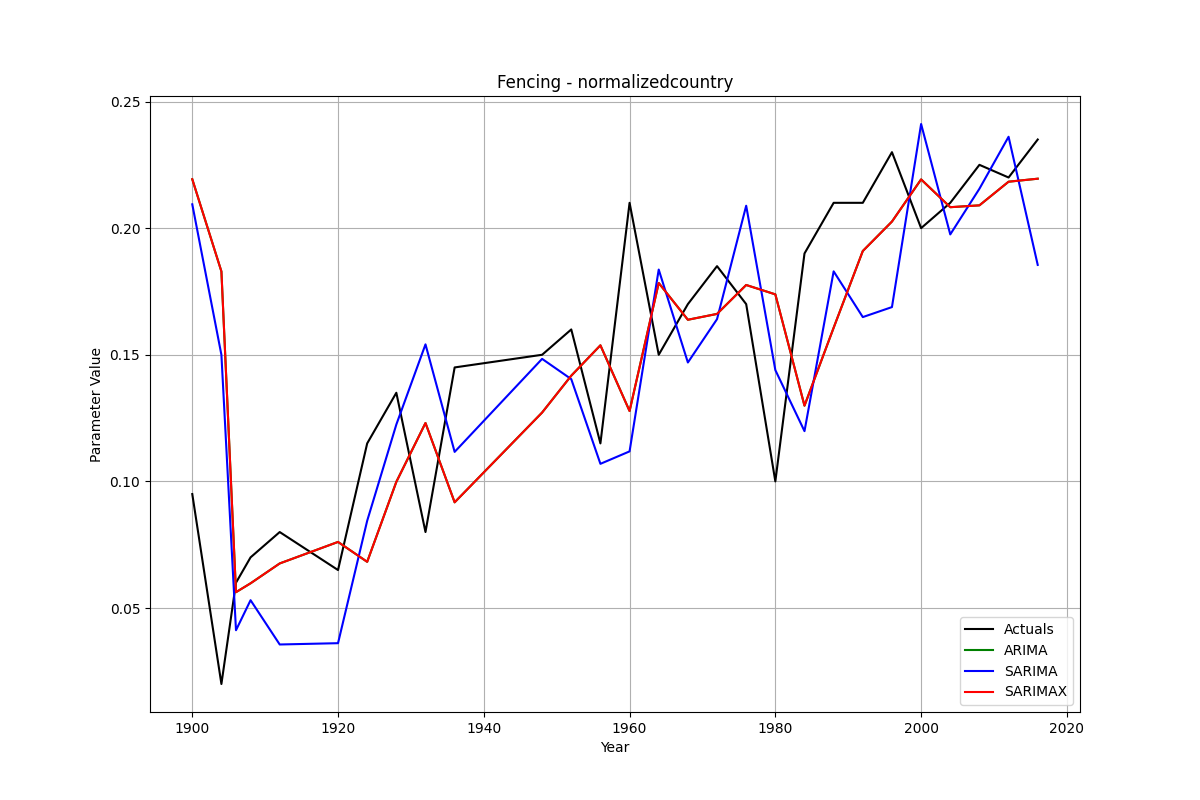 Fencing - normalizedcountry
0.25
0.20
0.15
0.10
0.05
Parameter Value
1900 1920 1940 1960 1980 2000 2020
Year
Actuals
ARIMA
SARIMA
SARIMAX